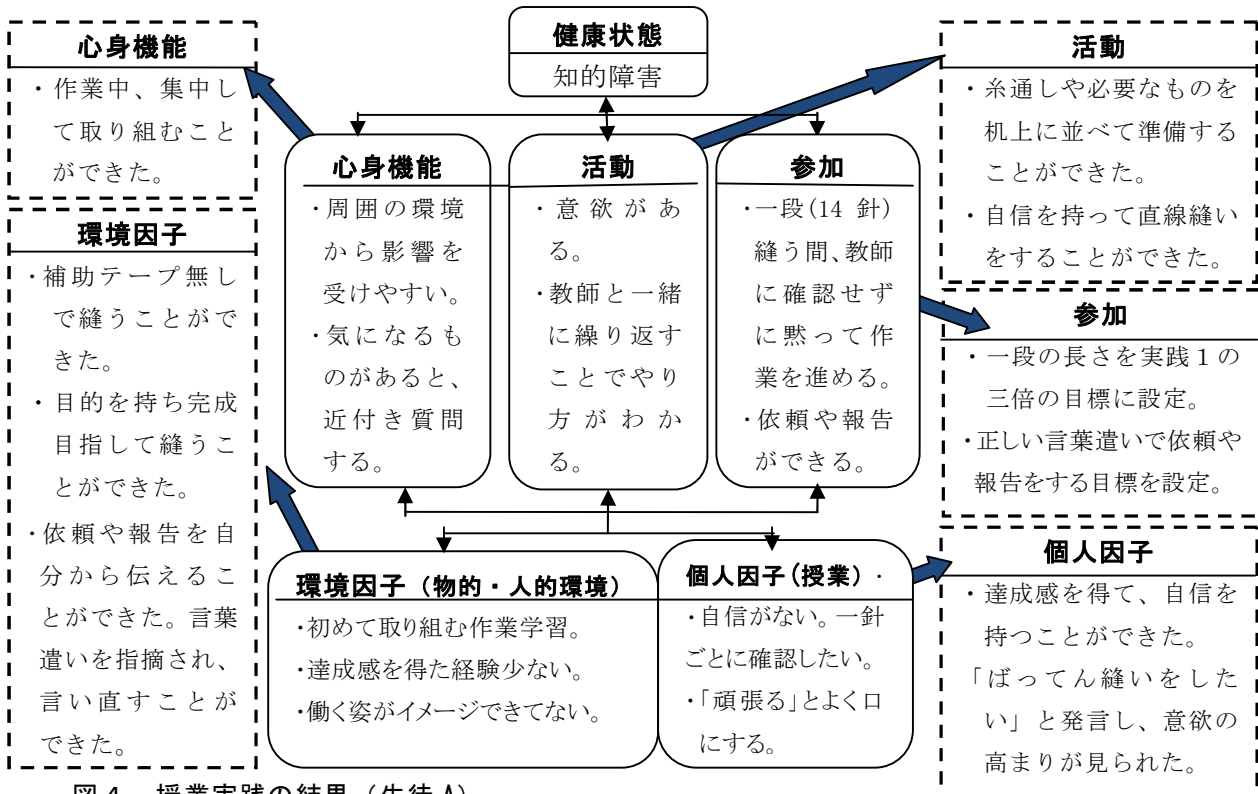 健康状態
知的障害
心身機能
・作業中、集中し
て取り組むこと
ができた。
環境因子
・補助テープ無し
で縫うことがで
きた。
・目的を持ち完成
目指して縫うこ
とができた。
・依頼や報告を自
分から伝えるこ
とができた。言葉
遣いを指摘され、
言い直すことが
できた。
心身機能
・周囲の環境
から影響を
受けやすい。
・気になるも
のがあると、
近付き質問
する。
活動
・意欲があ
る。
・教師と一緒
に繰り返す
ことでやり
方がわか
る。
参加
・一段(14 針)
縫う間、教師
に確認せず
に黙って作
業を進める。
・依頼や報告
ができる。
活動
・糸通しや必要なものを
机上に並べて準備する
ことができた。
・自信を持って直線縫い
をすることができた。
参加
・一段の長さを実践1の
三倍の目標に設定。
・正しい言葉遣いで依頼や
報告をする目標を設定。
環境因子（物的・人的環境）
・初めて取り組む作業学習。
・達成感を得た経験少ない。
・働く姿がイメージできてない。
個人因子(授業)・
・自信がない。一針
ごとに確認したい。
・「頑張る」とよく口
にする。
個人因子
・達成感を得て、自信を
持つことができた。
「ばってん縫いをした
い」と発言し、意欲の
高まりが見られた。
図4 授業実践の結果（生徒A）